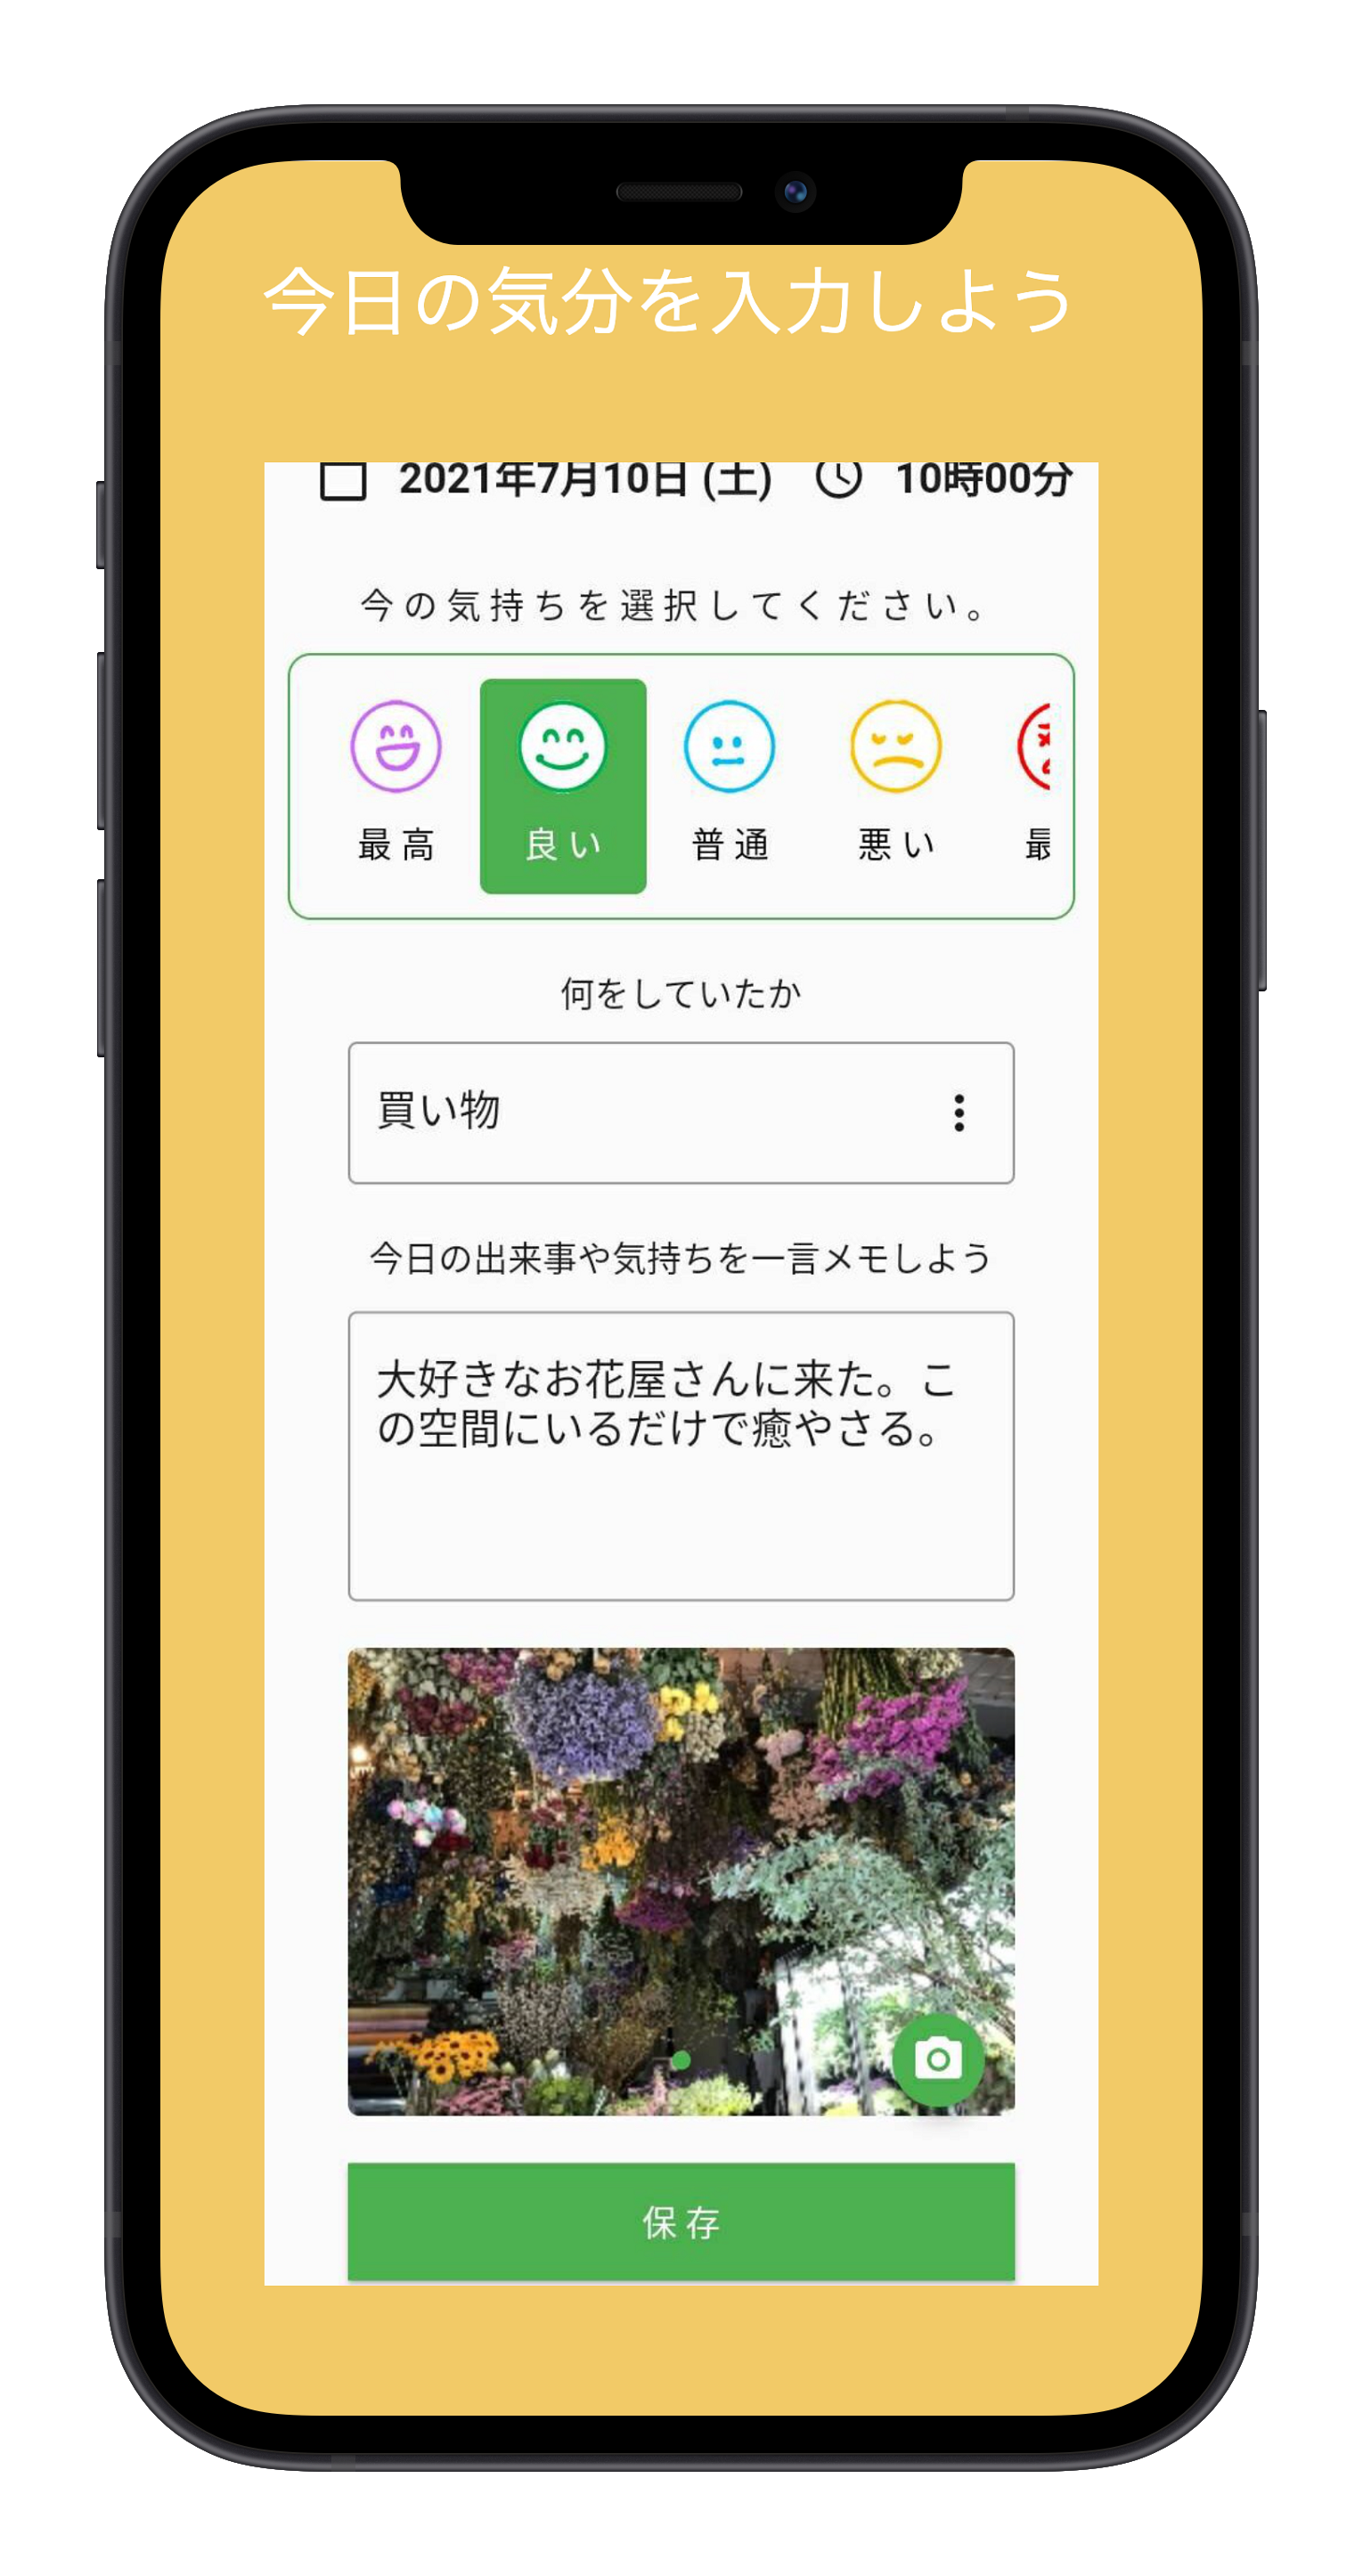 今日の気分を入力しよう
2021年7月10日 (土) 10時00分
今の気持ちを選択してください。
最高 良い 普通 悪い 最
何をしていたか
買い物
今日の出来事や気持ちを一言メモしよう
大好きなお花屋さんに来た。こ
の空間にいるだけで癒やさる。
保存